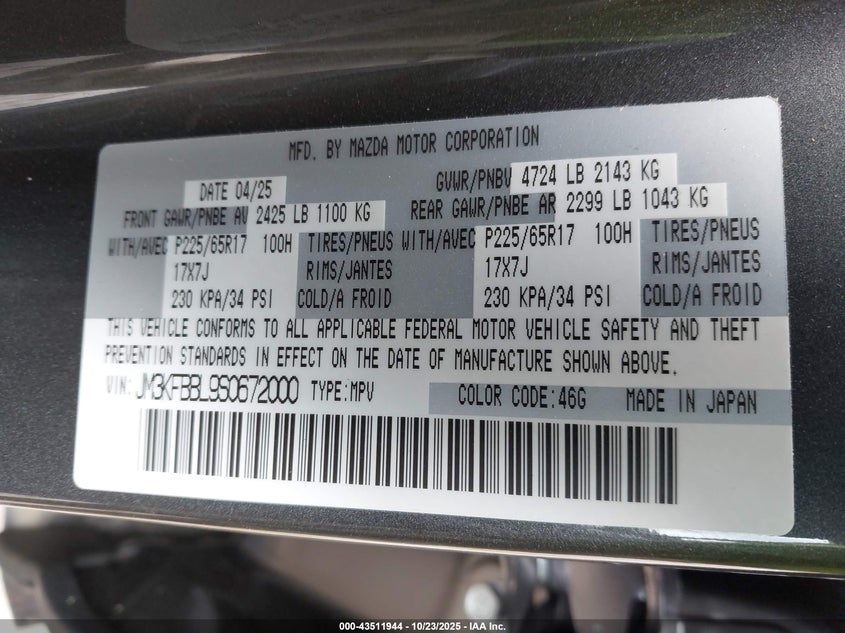 MFD. BY MAZDA MOTOR CORPORATION
DATE 04/25 GVWR/PNBV 4724 LB 2143 KG
FRONT GAWR/PNBE AV 2425 LB 1100 KG REAR GAWR/PNBE AR 2299 LB 1043 KG
WITH/AVEC P225/65R17 100H TIRES/PNEUS WITH/AVEC P225/65R17 100H TIRES/PNEUS
17X7J RIMS/JANTES 17X7J RIMS/JANTES
230 KPA/34 PSI COLD/A FROID 230 KPA/34 PSI COLD/A FROID
THIS VEHICLE CONFORMS TO ALL APPLICABLE FEDERAL MOTOR VEHICLE SAFETY AND THEFT
PREVENTION STANDARDS IN EFFECT ON THE DATE OF MANUFACTURE SHOWN ABOVE.
VIN: JM3KFBBL9S0672000 TYPE:MPV COLOR CODE:46G MADE IN JAPAN
000-43511944 | 10/23/2025 - IAA Inc.